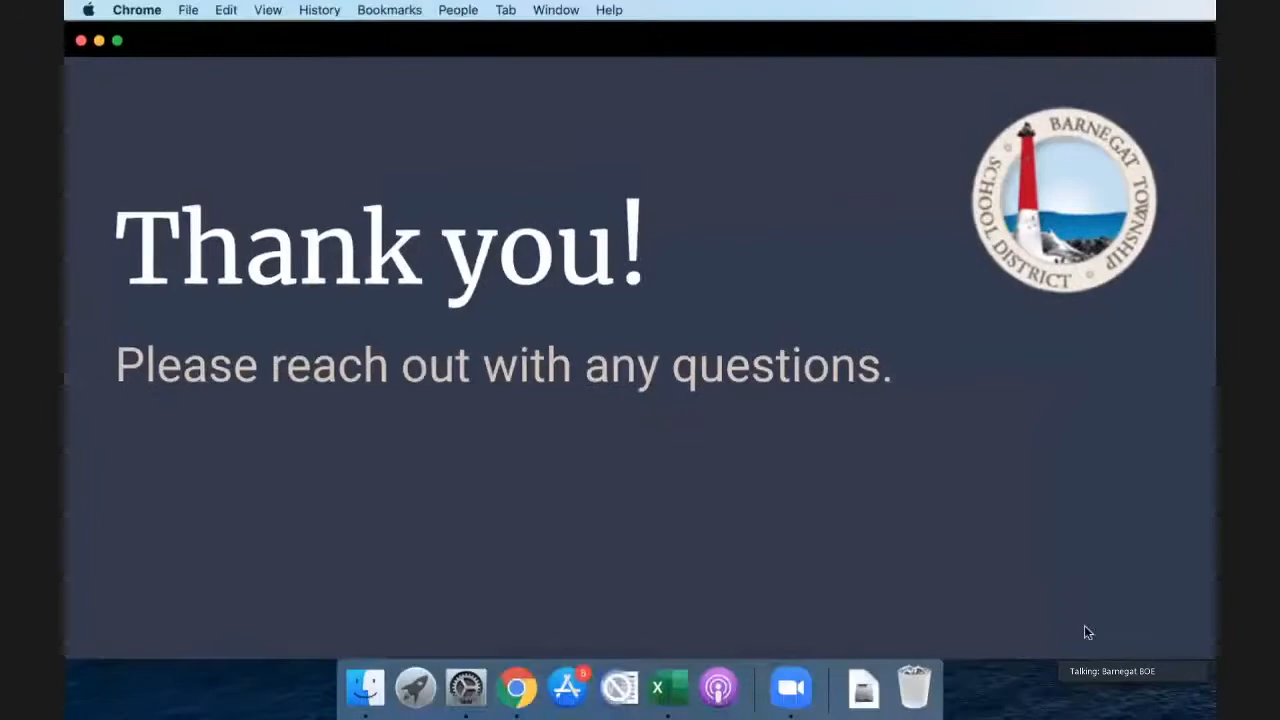 Chrome File Edit View History Bookmarks People Tab Window Help
BARNEGAT TOWNSHIP
SCHOOL DISTRICT
Thank you!
Please reach out with any questions.
5
Talking: Barnegat BOE